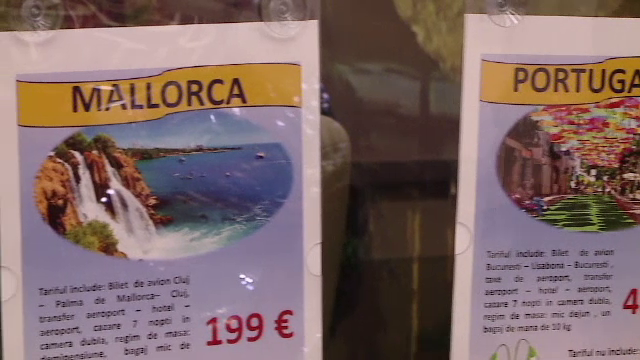 MALLORCA
Tariful include: Bilet de avion Cluj
– Palma de Mallorca– Cluj,
transfer aeroport – hotel –
aeroport, cazare 7 nopti in
camera dubla, regim de masa:
demipensiune, bagaj mic de
199 €
PORTUGA
Tariful include: Bilet de avion
Bucuresti – Lisabona – Bucuresti,
taxe de aeroport, transfer
aeroport – hotel – aeroport,
cazare 7 nopti in camera dubla,
regim de masa: mic dejun , un
bagaj de mana de 10 kg
4
Tariful nu include: